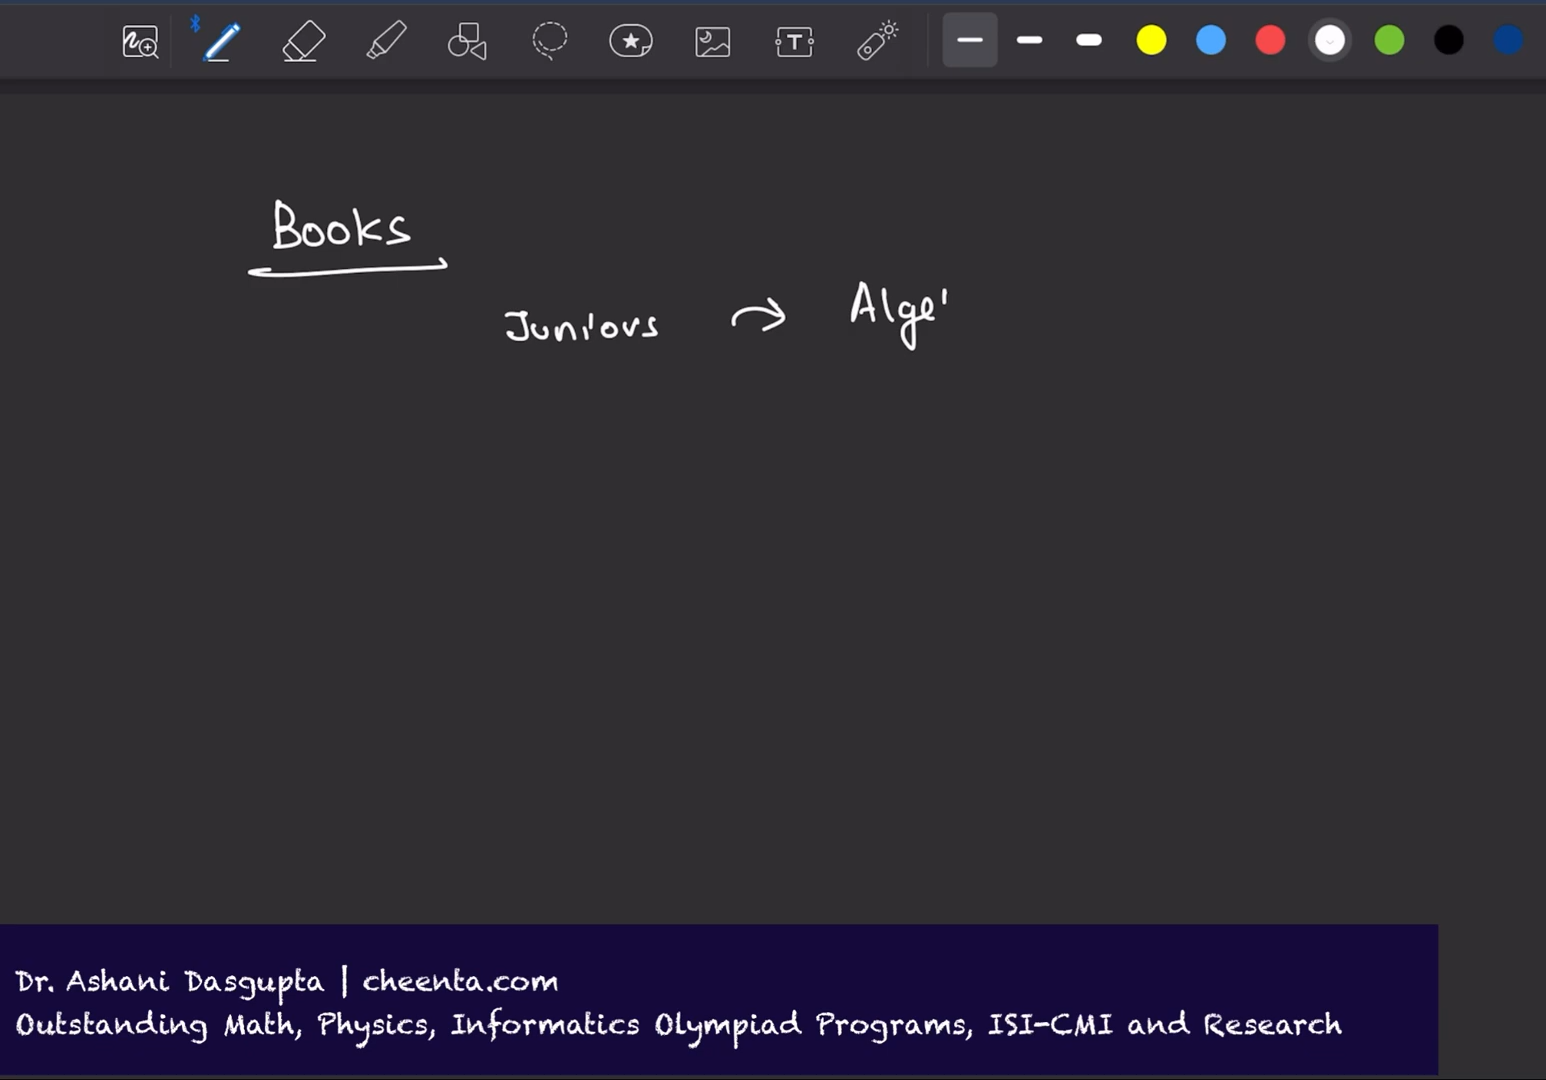 Books
Juniors → Alge'
Dr. Ashani Dasgupta | cheenta.com
Outstanding Math, Physics, Informatics Olympiad Programs, ISI-CMI and Research